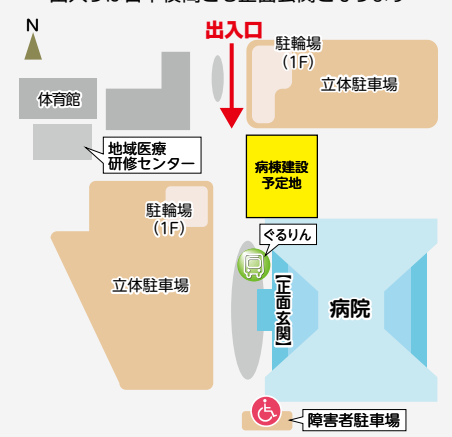 N
出入口
駐輪場
(1F)
立体駐車場
体育館
地域医療
研修センター
病棟建設
予定地
駐輪場
(1F)
ぐるりん
立体駐車場
【正面玄関】
病院
障害者駐車場